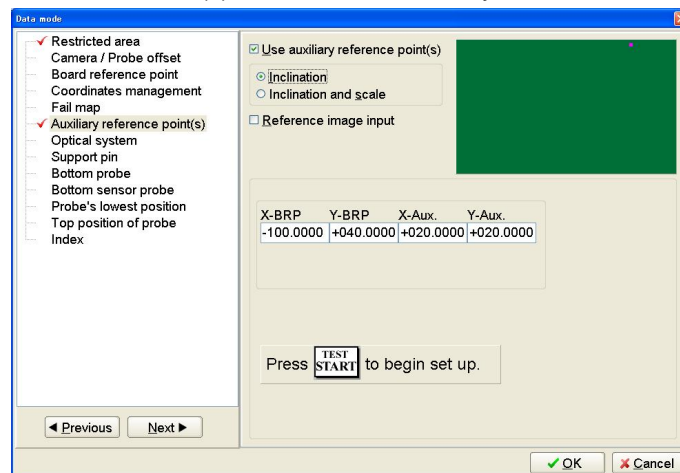 Data mode
Restricted area
Camera / Probe offset
Board reference point
Coordinates management
Fail map
Auxiliary reference point(s)
Optical system
Support pin
Bottom probe
Bottom sensor probe
Probe's lowest position
Top position of probe
Index
Previous
Next
Use auxiliary reference point(s)
Inclination
Inclination and scale
Reference image input
X-BRP Y-BRP X-Aux. Y-Aux.
-100.0000 +040.0000 +020.0000 +020.0000
Press TEST START to begin set up.
OK
Cancel